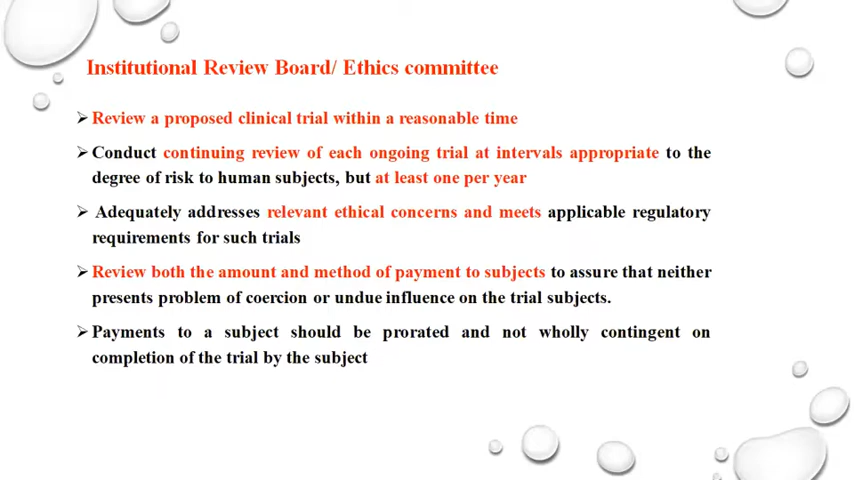 Institutional Review Board/ Ethics committee
➢Review a proposed clinical trial within a reasonable time
➢Conduct continuing review of each ongoing trial at intervals appropriate to the
degree of risk to human subjects, but at least one per year
➢ Adequately addresses relevant ethical concerns and meets applicable regulatory
requirements for such trials
➢Review both the amount and method of payment to subjects to assure that neither
presents problem of coercion or undue influence on the trial subjects.
➢Payments to a subject should be prorated and not wholly contingent on
completion of the trial by the subject